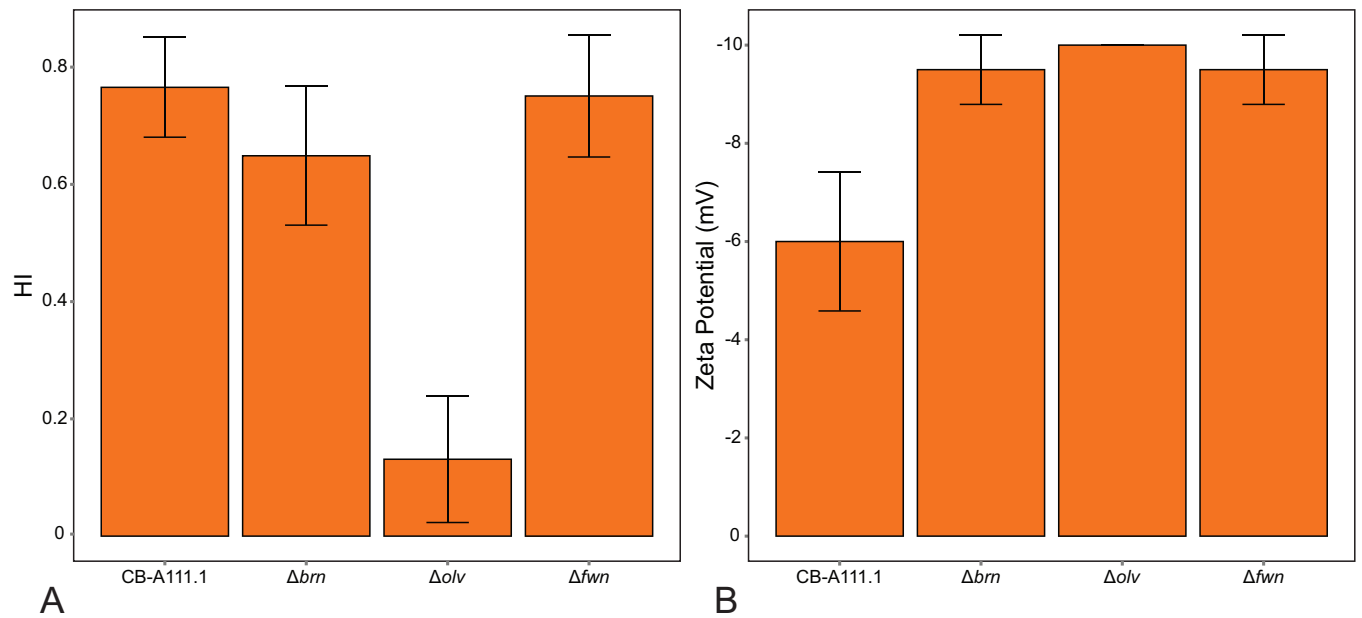 HI
0.8
0.6
0.4
0.2
0
CB-A111.1 Δbrn Δolv Δfwn
A
Zeta Potential (mV)
-10
-8
-6
-4
-2
0
CB-A111.1 Δbrn Δolv Δfwn
B